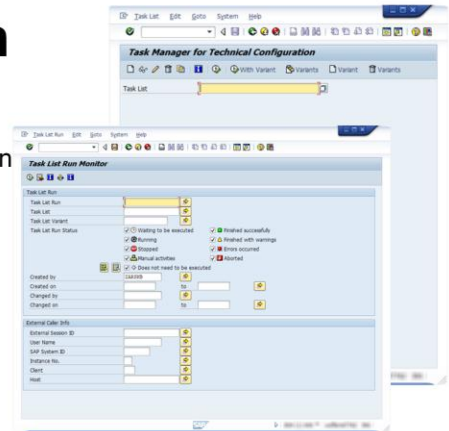 n
Task List Edit Goto System Help
Task Manager for Technical Configuration
With Variant Variants Variant Variants
Task List
n
Task List Run Edit Goto System Help
Task List Run Monitor
Task List Run
Task List Run
Task List
Task List Variant
Task List Run Status
Waiting to be executed Finished successfully
Running Finished with warnings
Stopped Errors occurred
Manual activities Aborted
Does not need to be executed
Created by
Created on to
Changed by
Changed on to
External Caller Info
External Session ID
User Name
SAP System ID
Instance No.
Client
Host
SAP